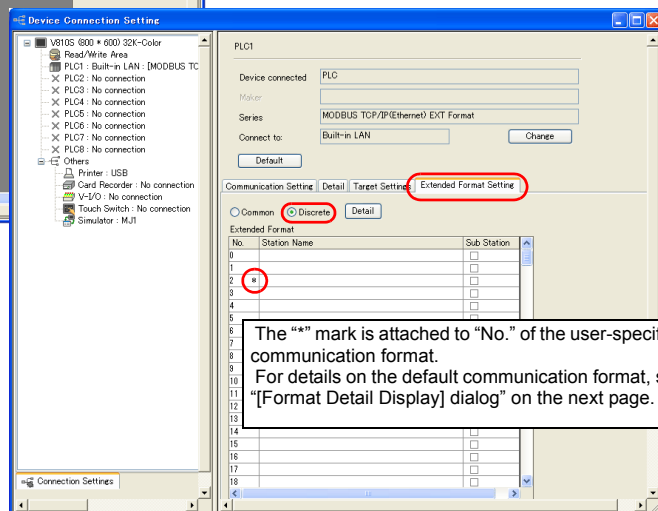 Device Connection Setting
V810S (800 * 600) 32K-Color
Read/Write Area
PLC1 : Built-in LAN : [MODBUS TC
PLC2 : No connection
PLC3 : No connection
PLC4 : No connection
PLC5 : No connection
PLC6 : No connection
PLC7 : No connection
PLC8 : No connection
Others
Printer : USB
Card Recorder : No connection
V-I/O : No connection
Touch Switch : No connection
Simulator : MJ1
Connection Settings
PLC1
Device connected PLC
Maker
Series MODBUS TCP/IP(Ethernet) EXT Format
Connect to: Built-in LAN Change
Default
Communication Setting Detail Target Settings Extended Format Setting
Common Discrete Detail
Extended Format
No. Station Name Sub Station
0
1
2 *
3
4
5
6
7
8
9
10
11
12
13
14
15
16
17
18
The “*” mark is attached to “No.” of the user-specif
communication format.
For details on the default communication format, s
“[Format Detail Display] dialog” on the next page.